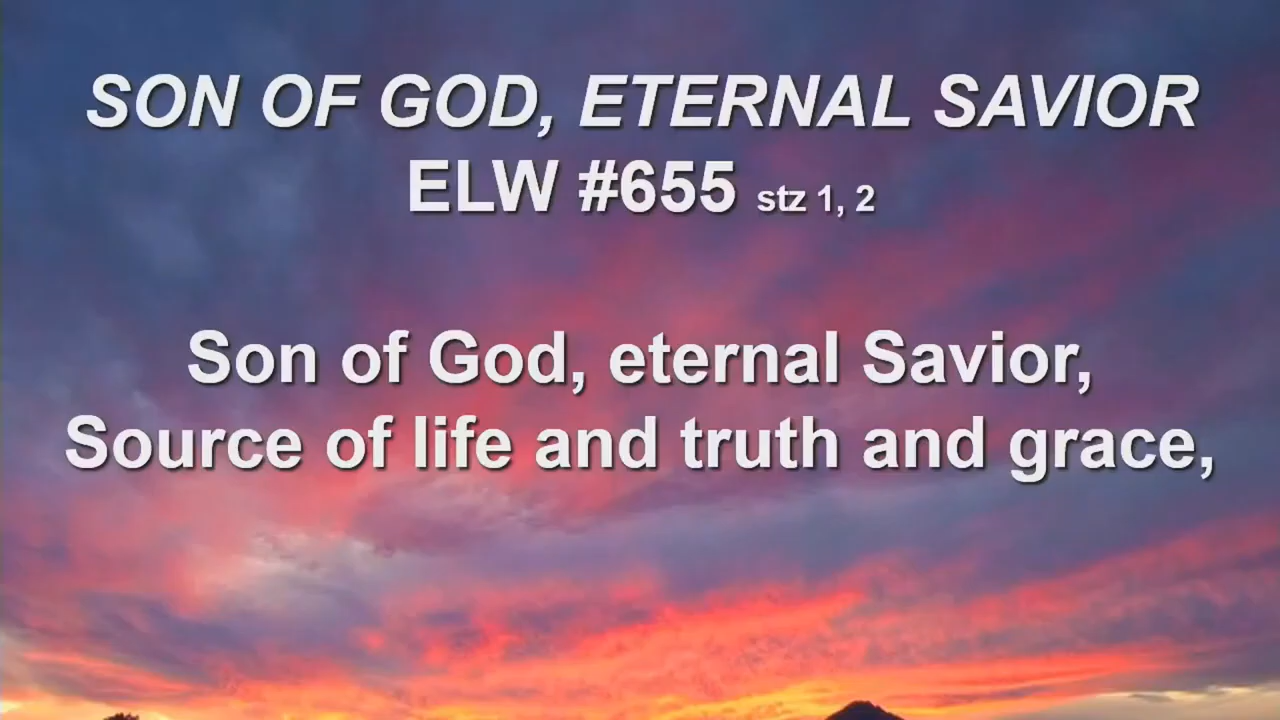 SON OF GOD, ETERNAL SAVIOR
ELW #655 stz 1, 2
Son of God, eternal Savior,
Source of life and truth and grace,